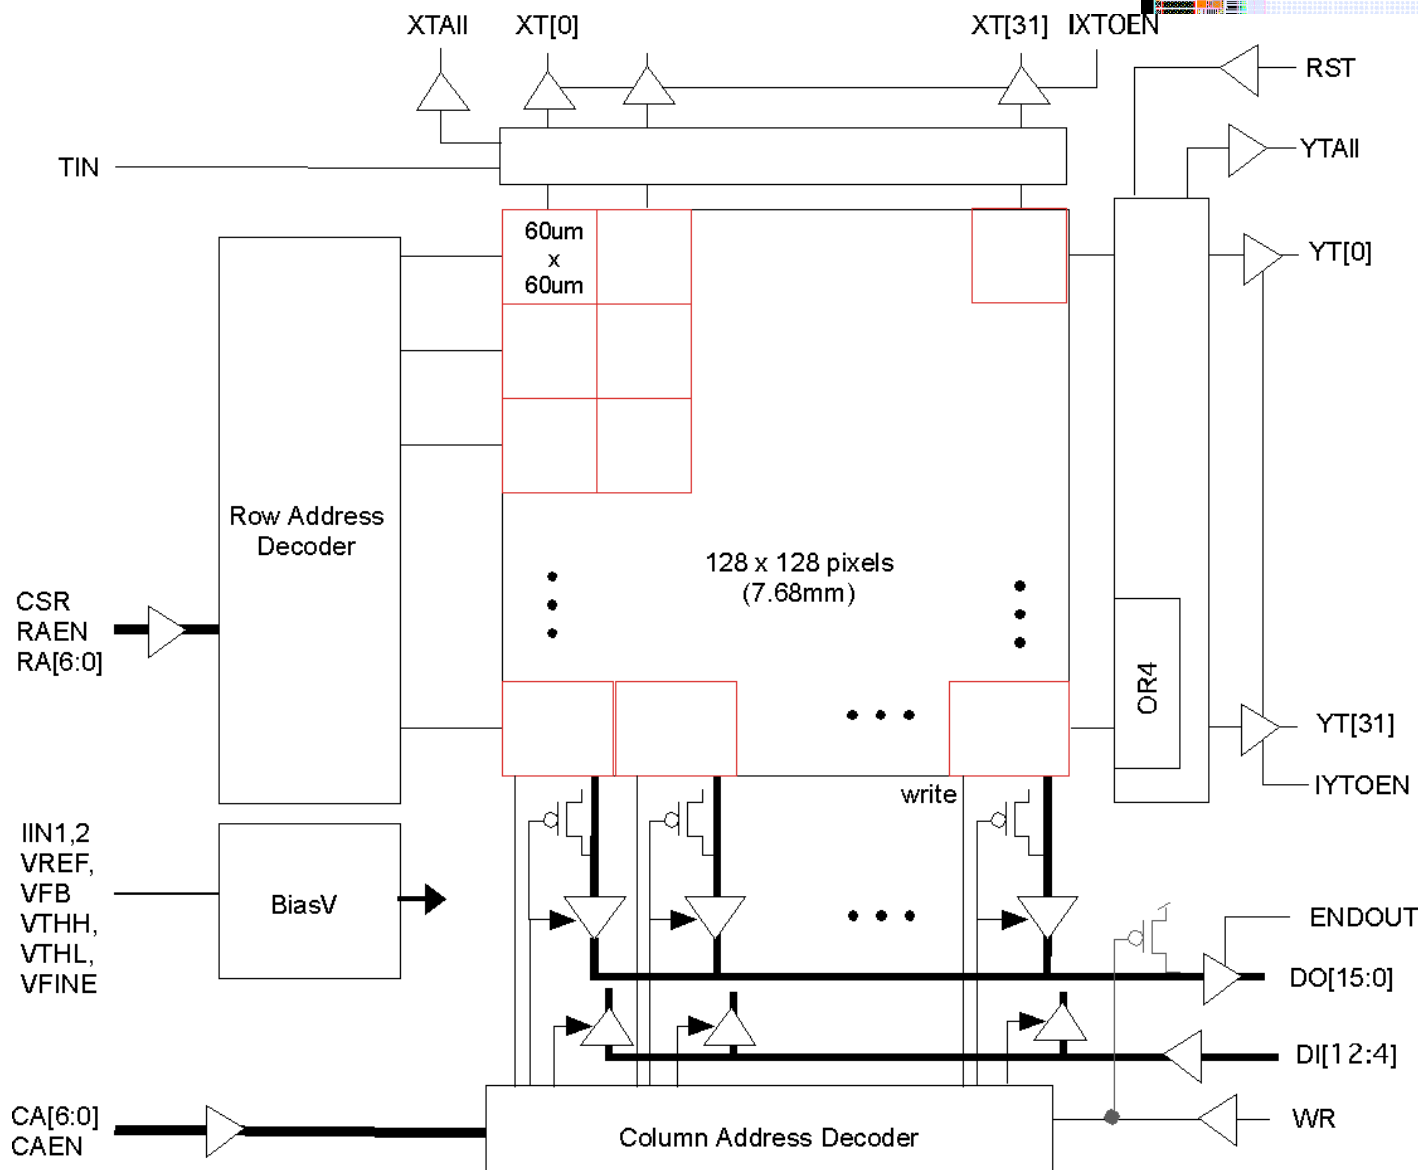 XTAll XT[0] XT[31] IXTOEN
RST
YTAll
TIN
60um
x
60um
YT[0]
Row Address
Decoder
128 x 128 pixels
(7.68mm)
CSR
RAEN
RA[6:0]
OR4
YT[31]
IYTOEN
write
IIN1,2
VREF,
VFB
VTHH,
VTHL,
VFINE
BiasV
ENDOUT
DO[15:0]
DI[12:4]
CA[6:0]
CAEN
Column Address Decoder
WR